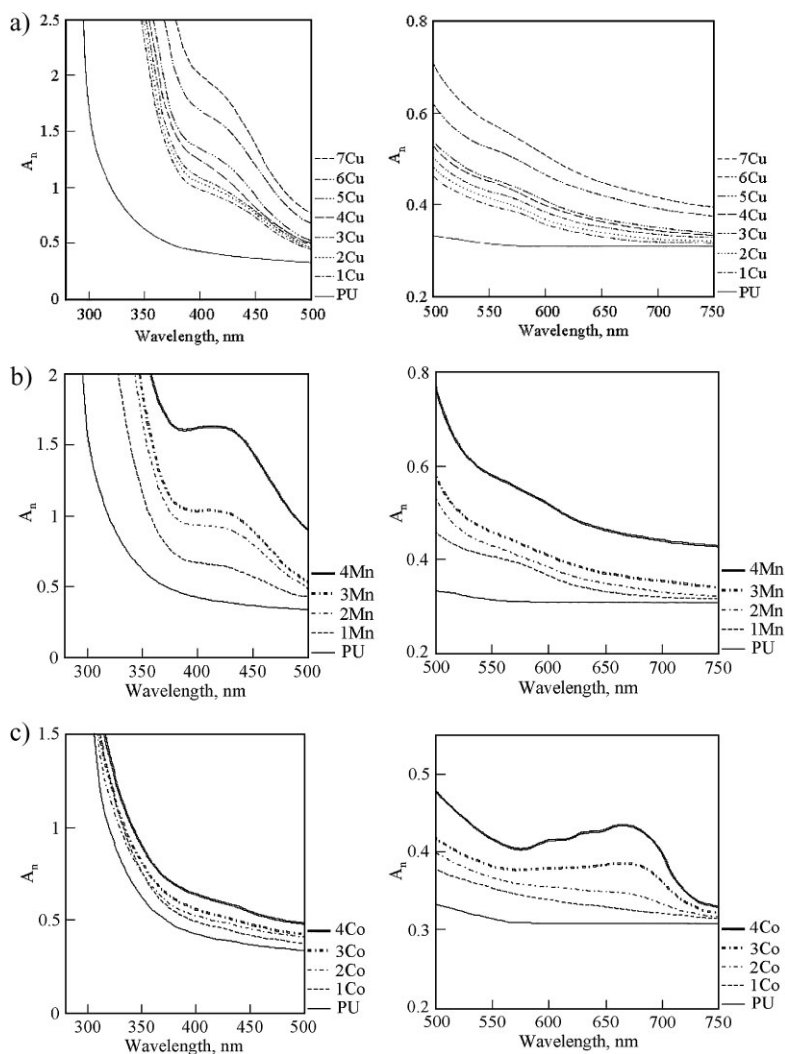 a)
2.5
2
1.5
1
0.5
0
An
300 350 400 450 500
Wavelength, nm
7Cu
6Cu
5Cu
4Cu
3Cu
2Cu
1Cu
PU
0.8
0.6
0.4
0.2
An
500 550 600 650 700 750
Wavelength, nm
7Cu
6Cu
5Cu
4Cu
3Cu
2Cu
1Cu
PU
b)
2
1.5
1
0.5
0
An
300 350 400 450 500
Wavelength, nm
4Mn
3Mn
2Mn
1Mn
PU
0.8
0.6
0.4
0.2
An
500 550 600 650 700 750
Wavelength, nm
4Mn
3Mn
2Mn
1Mn
PU
c)
1.5
1
0.5
0
An
300 350 400 450 500
Wavelength, nm
4Co
3Co
2Co
1Co
PU
0.5
0.4
0.3
0.2
An
500 550 600 650 700 750
Wavelength, nm
4Co
3Co
2Co
1Co
PU